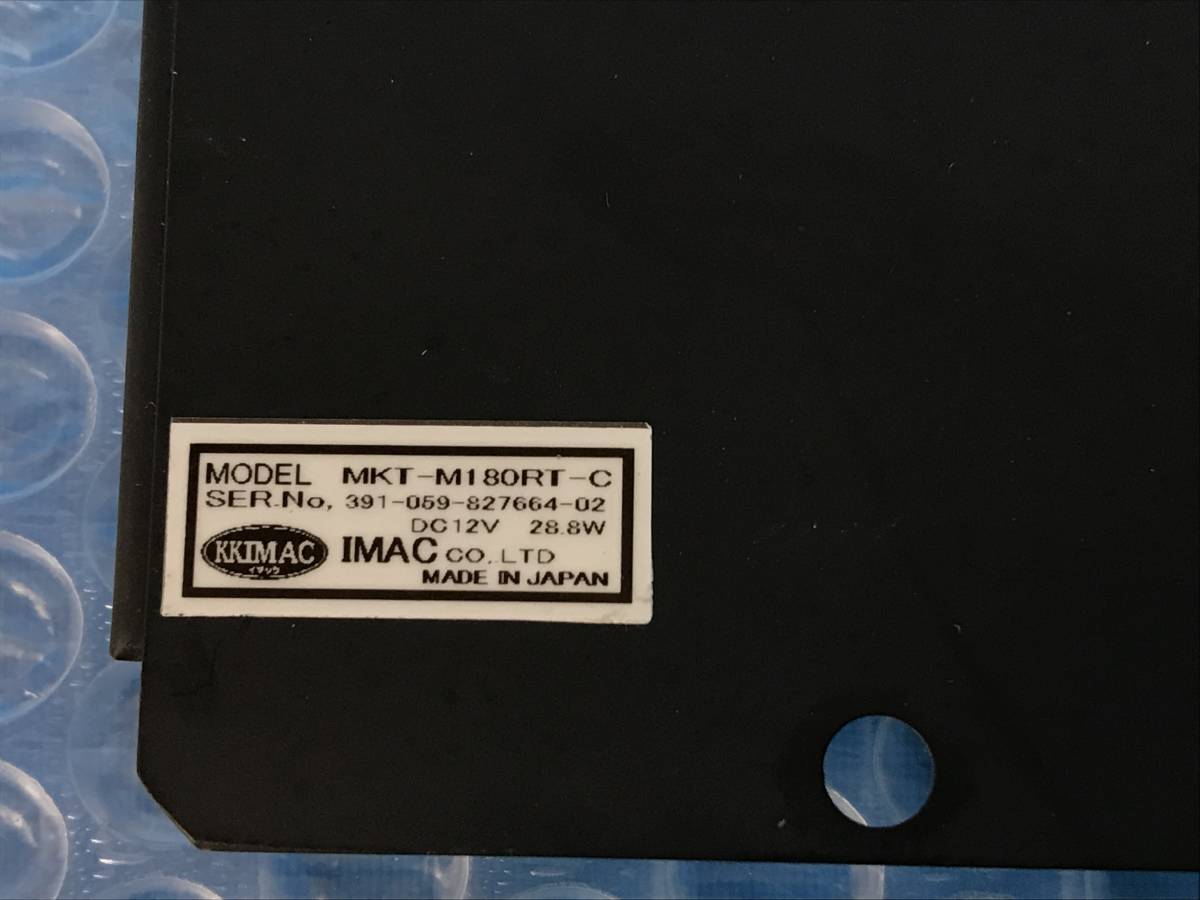 MODEL MKT-M180RT-C
SER.No, 391-059-827664-02
DC12V 28.8W
KKIMAC
イマック
IMAC CO,.LTD
MADE IN JAPAN